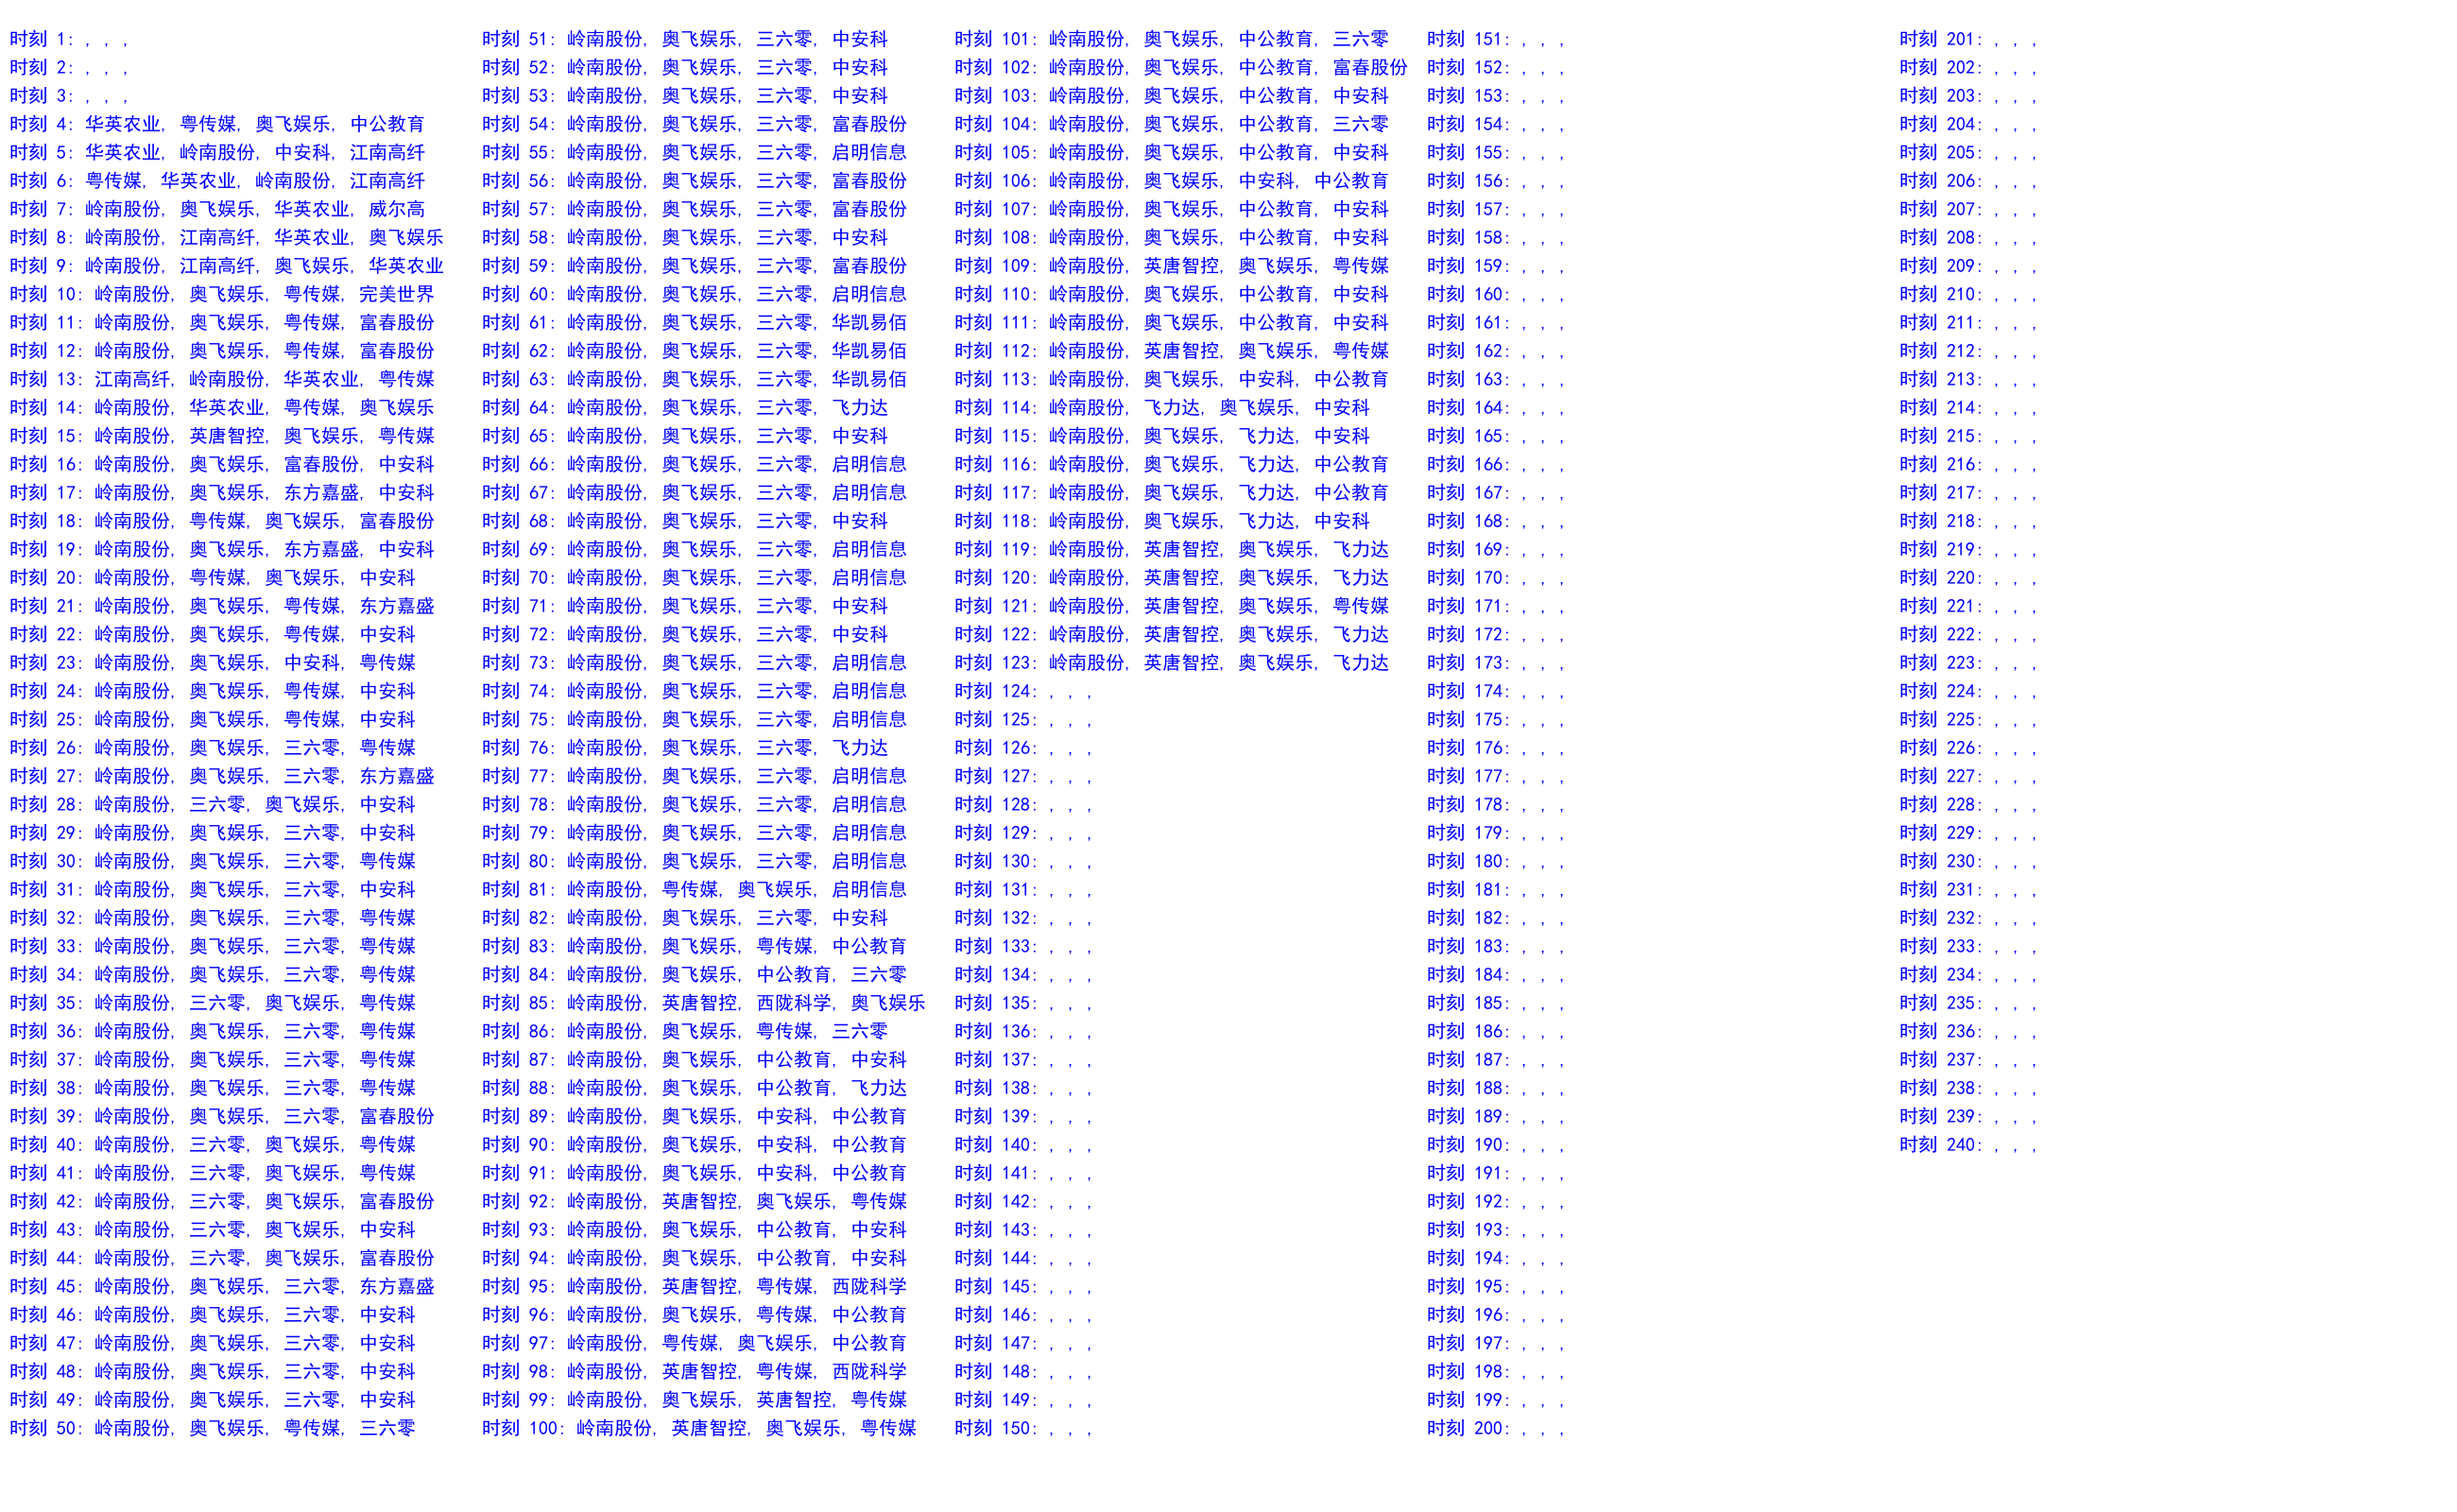 时刻 1: , , ,
时刻 2: , , ,
时刻 3: , , ,
时刻 4: 华英农业, 粤传媒, 奥飞娱乐, 中公教育
时刻 5: 华英农业, 岭南股份, 中安科, 江南高纤
时刻 6: 粤传媒, 华英农业, 岭南股份, 江南高纤
时刻 7: 岭南股份, 奥飞娱乐, 华英农业, 威尔高
时刻 8: 岭南股份, 江南高纤, 华英农业, 奥飞娱乐
时刻 9: 岭南股份, 江南高纤, 奥飞娱乐, 华英农业
时刻 10: 岭南股份, 奥飞娱乐, 粤传媒, 完美世界
时刻 11: 岭南股份, 奥飞娱乐, 粤传媒, 富春股份
时刻 12: 岭南股份, 奥飞娱乐, 粤传媒, 富春股份
时刻 13: 江南高纤, 岭南股份, 华英农业, 粤传媒
时刻 14: 岭南股份, 华英农业, 粤传媒, 奥飞娱乐
时刻 15: 岭南股份, 英唐智控, 奥飞娱乐, 粤传媒
时刻 16: 岭南股份, 奥飞娱乐, 富春股份, 中安科
时刻 17: 岭南股份, 奥飞娱乐, 东方嘉盛, 中安科
时刻 18: 岭南股份, 粤传媒, 奥飞娱乐, 富春股份
时刻 19: 岭南股份, 奥飞娱乐, 东方嘉盛, 中安科
时刻 20: 岭南股份, 粤传媒, 奥飞娱乐, 中安科
时刻 21: 岭南股份, 奥飞娱乐, 粤传媒, 东方嘉盛
时刻 22: 岭南股份, 奥飞娱乐, 粤传媒, 中安科
时刻 23: 岭南股份, 奥飞娱乐, 中安科, 粤传媒
时刻 24: 岭南股份, 奥飞娱乐, 粤传媒, 中安科
时刻 25: 岭南股份, 奥飞娱乐, 粤传媒, 中安科
时刻 26: 岭南股份, 奥飞娱乐, 三六零, 粤传媒
时刻 27: 岭南股份, 奥飞娱乐, 三六零, 东方嘉盛
时刻 28: 岭南股份, 三六零, 奥飞娱乐, 中安科
时刻 29: 岭南股份, 奥飞娱乐, 三六零, 中安科
时刻 30: 岭南股份, 奥飞娱乐, 三六零, 粤传媒
时刻 31: 岭南股份, 奥飞娱乐, 三六零, 中安科
时刻 32: 岭南股份, 奥飞娱乐, 三六零, 粤传媒
时刻 33: 岭南股份, 奥飞娱乐, 三六零, 粤传媒
时刻 34: 岭南股份, 奥飞娱乐, 三六零, 粤传媒
时刻 35: 岭南股份, 三六零, 奥飞娱乐, 粤传媒
时刻 36: 岭南股份, 奥飞娱乐, 三六零, 粤传媒
时刻 37: 岭南股份, 奥飞娱乐, 三六零, 粤传媒
时刻 38: 岭南股份, 奥飞娱乐, 三六零, 粤传媒
时刻 39: 岭南股份, 奥飞娱乐, 三六零, 富春股份
时刻 40: 岭南股份, 三六零, 奥飞娱乐, 粤传媒
时刻 41: 岭南股份, 三六零, 奥飞娱乐, 粤传媒
时刻 42: 岭南股份, 三六零, 奥飞娱乐, 富春股份
时刻 43: 岭南股份, 三六零, 奥飞娱乐, 中安科
时刻 44: 岭南股份, 三六零, 奥飞娱乐, 富春股份
时刻 45: 岭南股份, 奥飞娱乐, 三六零, 东方嘉盛
时刻 46: 岭南股份, 奥飞娱乐, 三六零, 中安科
时刻 47: 岭南股份, 奥飞娱乐, 三六零, 中安科
时刻 48: 岭南股份, 奥飞娱乐, 三六零, 中安科
时刻 49: 岭南股份, 奥飞娱乐, 三六零, 中安科
时刻 50: 岭南股份, 奥飞娱乐, 粤传媒, 三六零
时刻 51: 岭南股份, 奥飞娱乐, 三六零, 中安科
时刻 52: 岭南股份, 奥飞娱乐, 三六零, 中安科
时刻 53: 岭南股份, 奥飞娱乐, 三六零, 中安科
时刻 54: 岭南股份, 奥飞娱乐, 三六零, 富春股份
时刻 55: 岭南股份, 奥飞娱乐, 三六零, 启明信息
时刻 56: 岭南股份, 奥飞娱乐, 三六零, 富春股份
时刻 57: 岭南股份, 奥飞娱乐, 三六零, 富春股份
时刻 58: 岭南股份, 奥飞娱乐, 三六零, 中安科
时刻 59: 岭南股份, 奥飞娱乐, 三六零, 富春股份
时刻 60: 岭南股份, 奥飞娱乐, 三六零, 启明信息
时刻 61: 岭南股份, 奥飞娱乐, 三六零, 华凯易佰
时刻 62: 岭南股份, 奥飞娱乐, 三六零, 华凯易佰
时刻 63: 岭南股份, 奥飞娱乐, 三六零, 华凯易佰
时刻 64: 岭南股份, 奥飞娱乐, 三六零, 飞力达
时刻 65: 岭南股份, 奥飞娱乐, 三六零, 中安科
时刻 66: 岭南股份, 奥飞娱乐, 三六零, 启明信息
时刻 67: 岭南股份, 奥飞娱乐, 三六零, 启明信息
时刻 68: 岭南股份, 奥飞娱乐, 三六零, 中安科
时刻 69: 岭南股份, 奥飞娱乐, 三六零, 启明信息
时刻 70: 岭南股份, 奥飞娱乐, 三六零, 启明信息
时刻 71: 岭南股份, 奥飞娱乐, 三六零, 中安科
时刻 72: 岭南股份, 奥飞娱乐, 三六零, 中安科
时刻 73: 岭南股份, 奥飞娱乐, 三六零, 启明信息
时刻 74: 岭南股份, 奥飞娱乐, 三六零, 启明信息
时刻 75: 岭南股份, 奥飞娱乐, 三六零, 启明信息
时刻 76: 岭南股份, 奥飞娱乐, 三六零, 飞力达
时刻 77: 岭南股份, 奥飞娱乐, 三六零, 启明信息
时刻 78: 岭南股份, 奥飞娱乐, 三六零, 启明信息
时刻 79: 岭南股份, 奥飞娱乐, 三六零, 启明信息
时刻 80: 岭南股份, 奥飞娱乐, 三六零, 启明信息
时刻 81: 岭南股份, 粤传媒, 奥飞娱乐, 启明信息
时刻 82: 岭南股份, 奥飞娱乐, 三六零, 中安科
时刻 83: 岭南股份, 奥飞娱乐, 粤传媒, 中公教育
时刻 84: 岭南股份, 奥飞娱乐, 中公教育, 三六零
时刻 85: 岭南股份, 英唐智控, 西陇科学, 奥飞娱乐
时刻 86: 岭南股份, 奥飞娱乐, 粤传媒, 三六零
时刻 87: 岭南股份, 奥飞娱乐, 中公教育, 中安科
时刻 88: 岭南股份, 奥飞娱乐, 中公教育, 飞力达
时刻 89: 岭南股份, 奥飞娱乐, 中安科, 中公教育
时刻 90: 岭南股份, 奥飞娱乐, 中安科, 中公教育
时刻 91: 岭南股份, 奥飞娱乐, 中安科, 中公教育
时刻 92: 岭南股份, 英唐智控, 奥飞娱乐, 粤传媒
时刻 93: 岭南股份, 奥飞娱乐, 中公教育, 中安科
时刻 94: 岭南股份, 奥飞娱乐, 中公教育, 中安科
时刻 95: 岭南股份, 英唐智控, 粤传媒, 西陇科学
时刻 96: 岭南股份, 奥飞娱乐, 粤传媒, 中公教育
时刻 97: 岭南股份, 粤传媒, 奥飞娱乐, 中公教育
时刻 98: 岭南股份, 英唐智控, 粤传媒, 西陇科学
时刻 99: 岭南股份, 奥飞娱乐, 英唐智控, 粤传媒
时刻 100: 岭南股份, 英唐智控, 奥飞娱乐, 粤传媒
时刻 101: 岭南股份, 奥飞娱乐, 中公教育, 三六零
时刻 102: 岭南股份, 奥飞娱乐, 中公教育, 富春股份
时刻 103: 岭南股份, 奥飞娱乐, 中公教育, 中安科
时刻 104: 岭南股份, 奥飞娱乐, 中公教育, 三六零
时刻 105: 岭南股份, 奥飞娱乐, 中公教育, 中安科
时刻 106: 岭南股份, 奥飞娱乐, 中安科, 中公教育
时刻 107: 岭南股份, 奥飞娱乐, 中公教育, 中安科
时刻 108: 岭南股份, 奥飞娱乐, 中公教育, 中安科
时刻 109: 岭南股份, 英唐智控, 奥飞娱乐, 粤传媒
时刻 110: 岭南股份, 奥飞娱乐, 中公教育, 中安科
时刻 111: 岭南股份, 奥飞娱乐, 中公教育, 中安科
时刻 112: 岭南股份, 英唐智控, 奥飞娱乐, 粤传媒
时刻 113: 岭南股份, 奥飞娱乐, 中安科, 中公教育
时刻 114: 岭南股份, 飞力达, 奥飞娱乐, 中安科
时刻 115: 岭南股份, 奥飞娱乐, 飞力达, 中安科
时刻 116: 岭南股份, 奥飞娱乐, 飞力达, 中公教育
时刻 117: 岭南股份, 奥飞娱乐, 飞力达, 中公教育
时刻 118: 岭南股份, 奥飞娱乐, 飞力达, 中安科
时刻 119: 岭南股份, 英唐智控, 奥飞娱乐, 飞力达
时刻 120: 岭南股份, 英唐智控, 奥飞娱乐, 飞力达
时刻 121: 岭南股份, 英唐智控, 奥飞娱乐, 粤传媒
时刻 122: 岭南股份, 英唐智控, 奥飞娱乐, 飞力达
时刻 123: 岭南股份, 英唐智控, 奥飞娱乐, 飞力达
时刻 124: , , ,
时刻 125: , , ,
时刻 126: , , ,
时刻 127: , , ,
时刻 128: , , ,
时刻 129: , , ,
时刻 130: , , ,
时刻 131: , , ,
时刻 132: , , ,
时刻 133: , , ,
时刻 134: , , ,
时刻 135: , , ,
时刻 136: , , ,
时刻 137: , , ,
时刻 138: , , ,
时刻 139: , , ,
时刻 140: , , ,
时刻 141: , , ,
时刻 142: , , ,
时刻 143: , , ,
时刻 144: , , ,
时刻 145: , , ,
时刻 146: , , ,
时刻 147: , , ,
时刻 148: , , ,
时刻 149: , , ,
时刻 150: , , ,
时刻 151: , , ,
时刻 152: , , ,
时刻 153: , , ,
时刻 154: , , ,
时刻 155: , , ,
时刻 156: , , ,
时刻 157: , , ,
时刻 158: , , ,
时刻 159: , , ,
时刻 160: , , ,
时刻 161: , , ,
时刻 162: , , ,
时刻 163: , , ,
时刻 164: , , ,
时刻 165: , , ,
时刻 166: , , ,
时刻 167: , , ,
时刻 168: , , ,
时刻 169: , , ,
时刻 170: , , ,
时刻 171: , , ,
时刻 172: , , ,
时刻 173: , , ,
时刻 174: , , ,
时刻 175: , , ,
时刻 176: , , ,
时刻 177: , , ,
时刻 178: , , ,
时刻 179: , , ,
时刻 180: , , ,
时刻 181: , , ,
时刻 182: , , ,
时刻 183: , , ,
时刻 184: , , ,
时刻 185: , , ,
时刻 186: , , ,
时刻 187: , , ,
时刻 188: , , ,
时刻 189: , , ,
时刻 190: , , ,
时刻 191: , , ,
时刻 192: , , ,
时刻 193: , , ,
时刻 194: , , ,
时刻 195: , , ,
时刻 196: , , ,
时刻 197: , , ,
时刻 198: , , ,
时刻 199: , , ,
时刻 200: , , ,
时刻 201: , , ,
时刻 202: , , ,
时刻 203: , , ,
时刻 204: , , ,
时刻 205: , , ,
时刻 206: , , ,
时刻 207: , , ,
时刻 208: , , ,
时刻 209: , , ,
时刻 210: , , ,
时刻 211: , , ,
时刻 212: , , ,
时刻 213: , , ,
时刻 214: , , ,
时刻 215: , , ,
时刻 216: , , ,
时刻 217: , , ,
时刻 218: , , ,
时刻 219: , , ,
时刻 220: , , ,
时刻 221: , , ,
时刻 222: , , ,
时刻 223: , , ,
时刻 224: , , ,
时刻 225: , , ,
时刻 226: , , ,
时刻 227: , , ,
时刻 228: , , ,
时刻 229: , , ,
时刻 230: , , ,
时刻 231: , , ,
时刻 232: , , ,
时刻 233: , , ,
时刻 234: , , ,
时刻 235: , , ,
时刻 236: , , ,
时刻 237: , , ,
时刻 238: , , ,
时刻 239: , , ,
时刻 240: , , ,